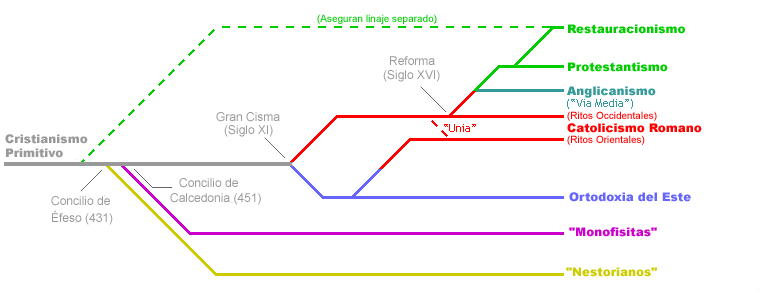 (Aseguran linaje separado)
Restauracionismo
Reforma
(Siglo XVI)
Protestantismo
Anglicanismo
("Via Media")
Gran Cisma
(Siglo XI)
(Ritos Occidentales)
"Unia"
Catolicismo Romano
(Ritos Orientales)
Cristianismo
Primitivo
Concilio de
Calcedonia (451)
Concilio de
Éfeso (431)
Ortodoxia del Este
"Monofisitas"
"Nestorianos"